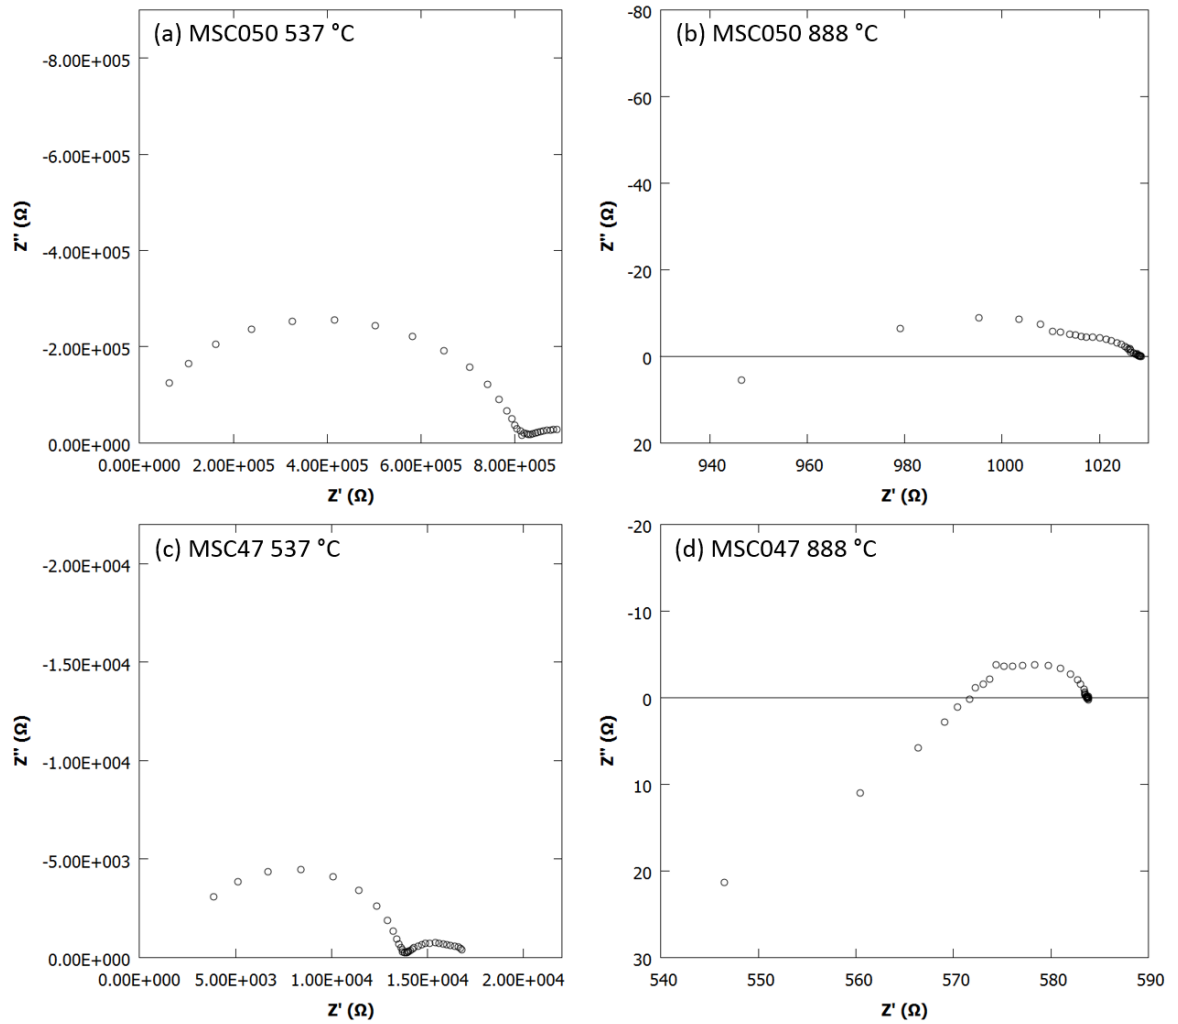 (a) MSC050 537 °C
-8.00E+005
-6.00E+005
-4.00E+005
-2.00E+005
0.00E+000
0.00E+000 2.00E+005 4.00E+005 6.00E+005 8.00E+005
Z' (Ω)
Z" (Ω)
(b) MSC050 888 °C
-80
-60
-40
-20
0
20
940 960 980 1000 1020
Z' (Ω)
Z" (Ω)
(c) MSC47 537 °C
-2.00E+004
-1.50E+004
-1.00E+004
-5.00E+003
0.00E+000
0.00E+000 5.00E+003 1.00E+004 1.50E+004 2.00E+004
Z' (Ω)
Z" (Ω)
(d) MSC047 888 °C
-20
-10
0
10
20
30
540 550 560 570 580 590
Z' (Ω)
Z" (Ω)